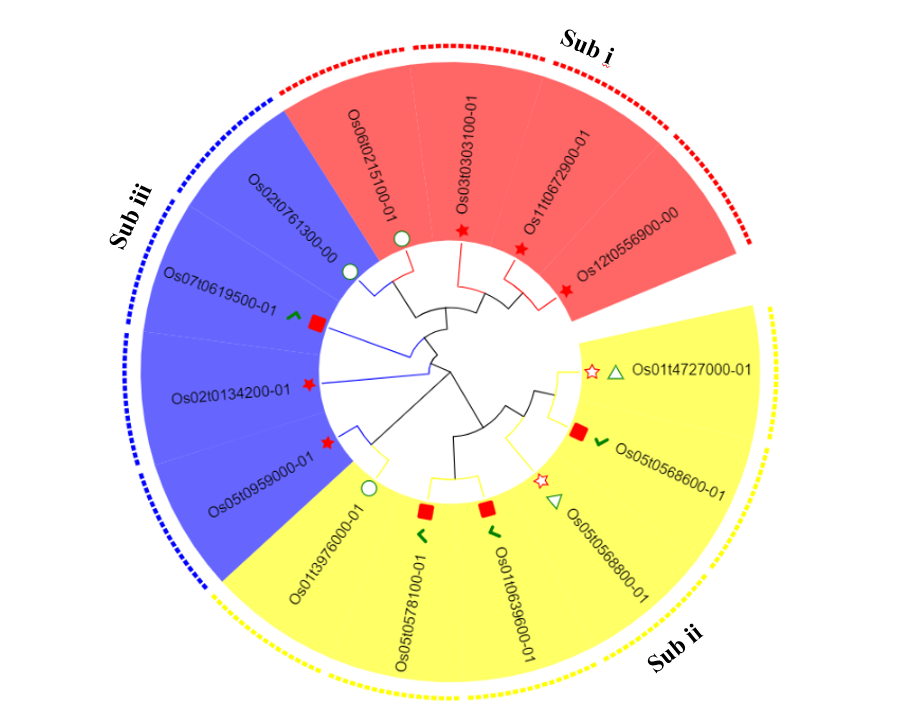 Sub i
Sub iii
Sub ii
Os06t0215100-01
Os03t0303100-01
Os11t0672900-01
Os12t0556900-00
Os02t0761300-00
Os07t0619500-01
Os02t0134200-01
Os05t0959000-01
Os01t3976000-01
Os05t0578100-01
Os01t0639600-01
Os05t0568800-01
Os05t0568600-01
Os01t4727000-01